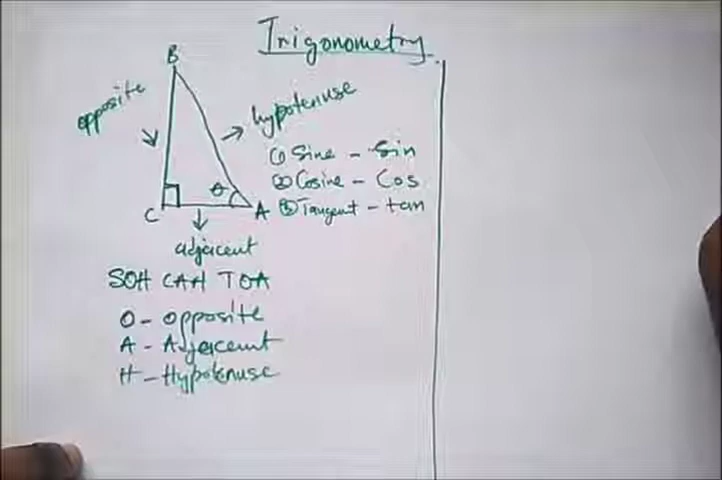 Trigonometry
B
opposite
hypotenuse
① Sine - Sin
② Cosine - Cos
③ Tangent - tan
θ
C
A
adjacent
SOH CAH TOA
O - opposite
A - Adjacent
H - Hypotenuse